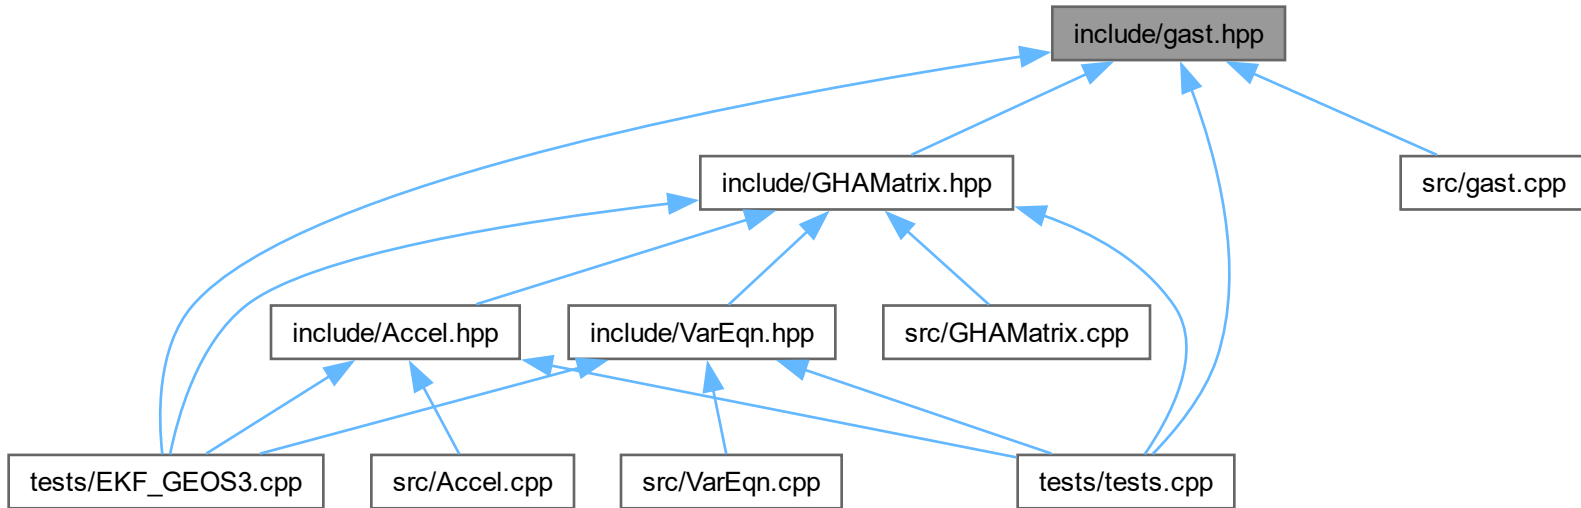 include/gast.hpp
include/GHAMatrix.hpp
src/gast.cpp
include/Accel.hpp
include/VarEqn.hpp
src/GHAMatrix.cpp
tests/EKF_GEOS3.cpp
src/Accel.cpp
src/VarEqn.cpp
tests/tests.cpp